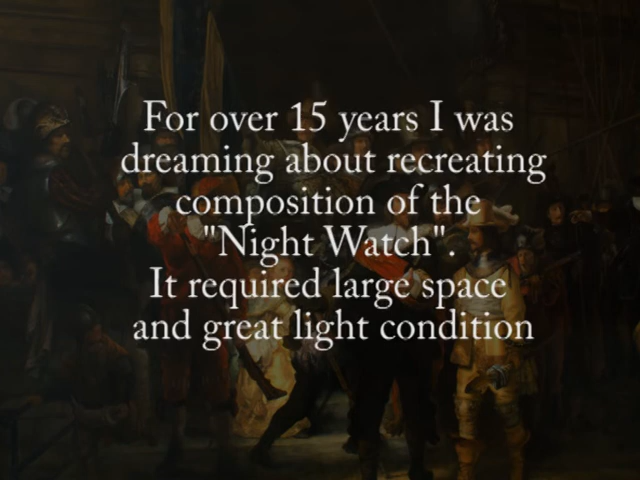 For over 15 years I was
dreaming about recreating
composition of the
"Night Watch".
It required large space
and great light condition